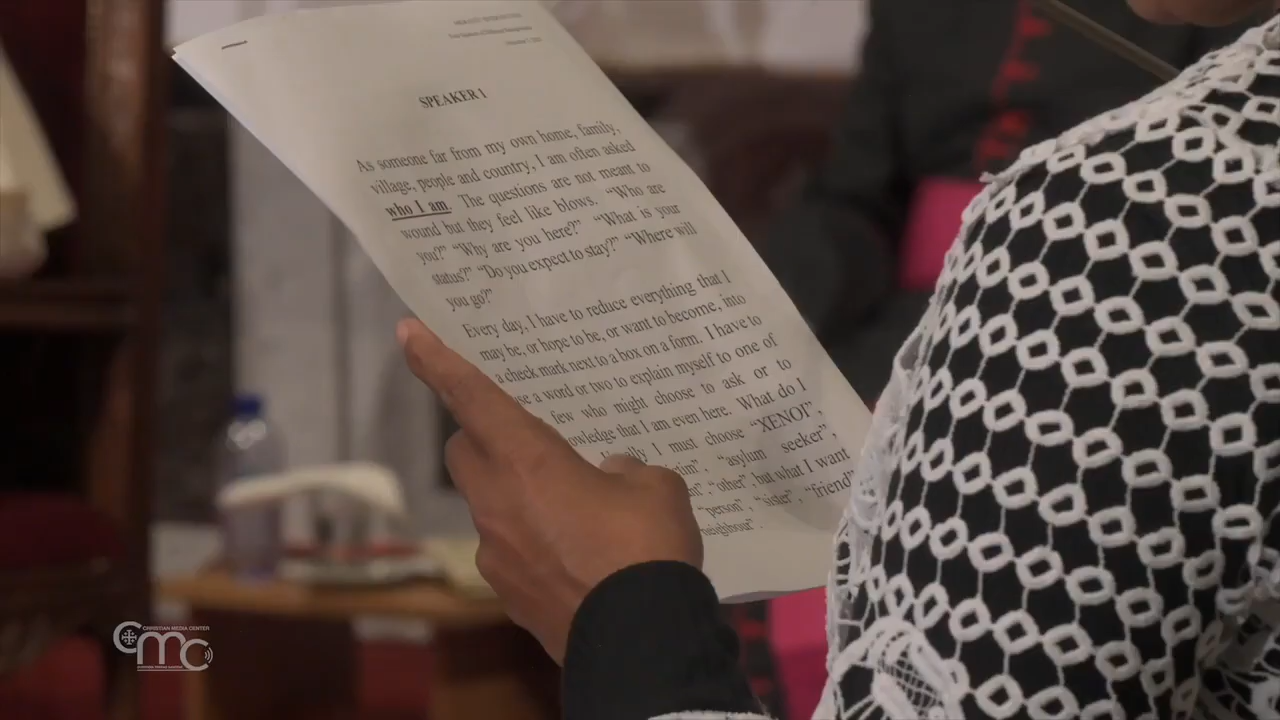 SPEAKER 1
As someone far from my own home, family,
village, people and country, I am often asked
who I am. The questions are not meant to
wound but they feel like blows. "Who are
you?" "Why are you here?" "What is your
status?" "Do you expect to stay?" "Where will
you go?"
Every day, I have to reduce everything that I
may be, or hope to be, or want to become, into
a check mark next to a box on a form. I have to
a word or two to explain myself to one of
few who might choose to ask or to
that I am even here. What do I
I must choose "XENOI",
"asylum seeker",
"other", but what I want
"person", "sister", "friend"
neighbour".
CMC
CHRISTIAN MEDIA CENTER